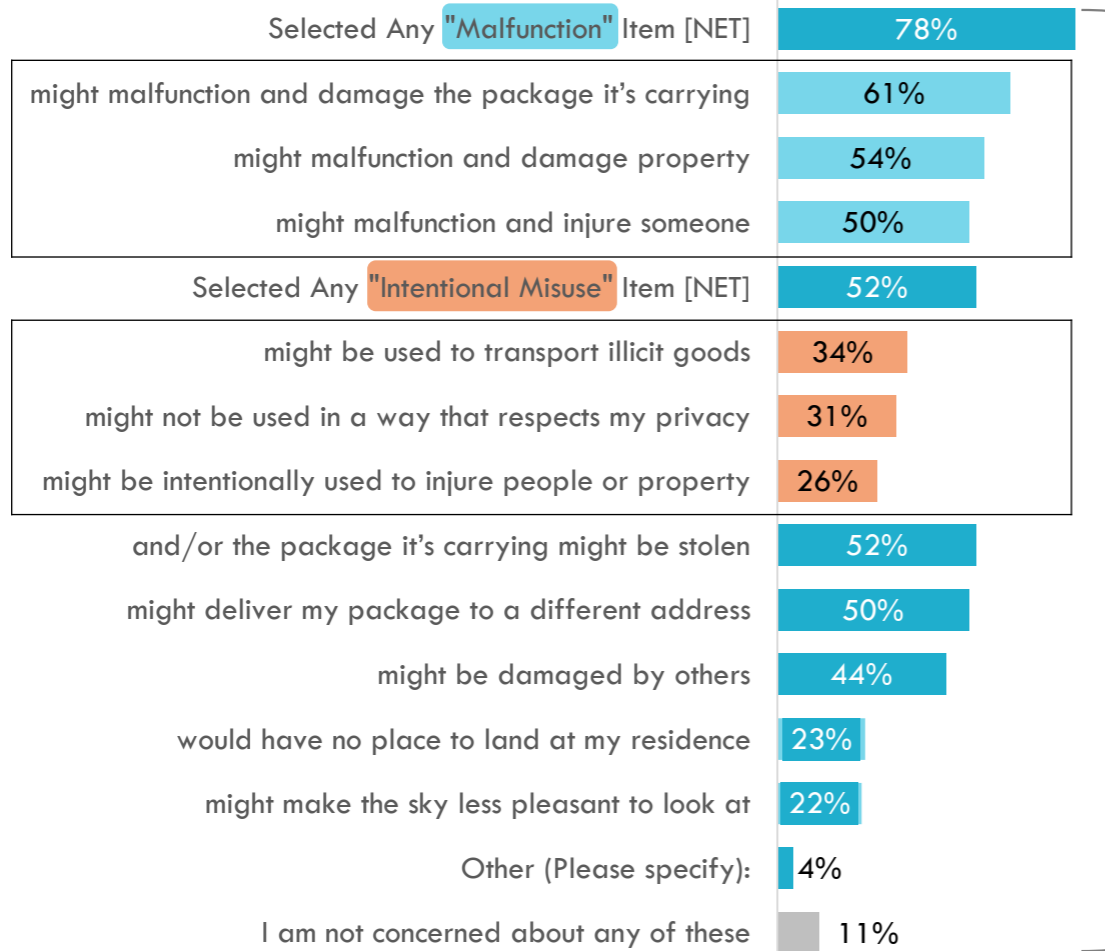 Selected Any "Malfunction" Item [NET] 78%
might malfunction and damage the package it's carrying 61%
might malfunction and damage property 54%
might malfunction and injure someone 50%
Selected Any "Intentional Misuse" Item [NET] 52%
might be used to transport illicit goods 34%
might not be used in a way that respects my privacy 31%
might be intentionally used to injure people or property 26%
and/or the package it's carrying might be stolen 52%
might deliver my package to a different address 50%
might be damaged by others 44%
would have no place to land at my residence 23%
might make the sky less pleasant to look at 22%
Other (Please specify): 4%
I am not concerned about any of these 11%